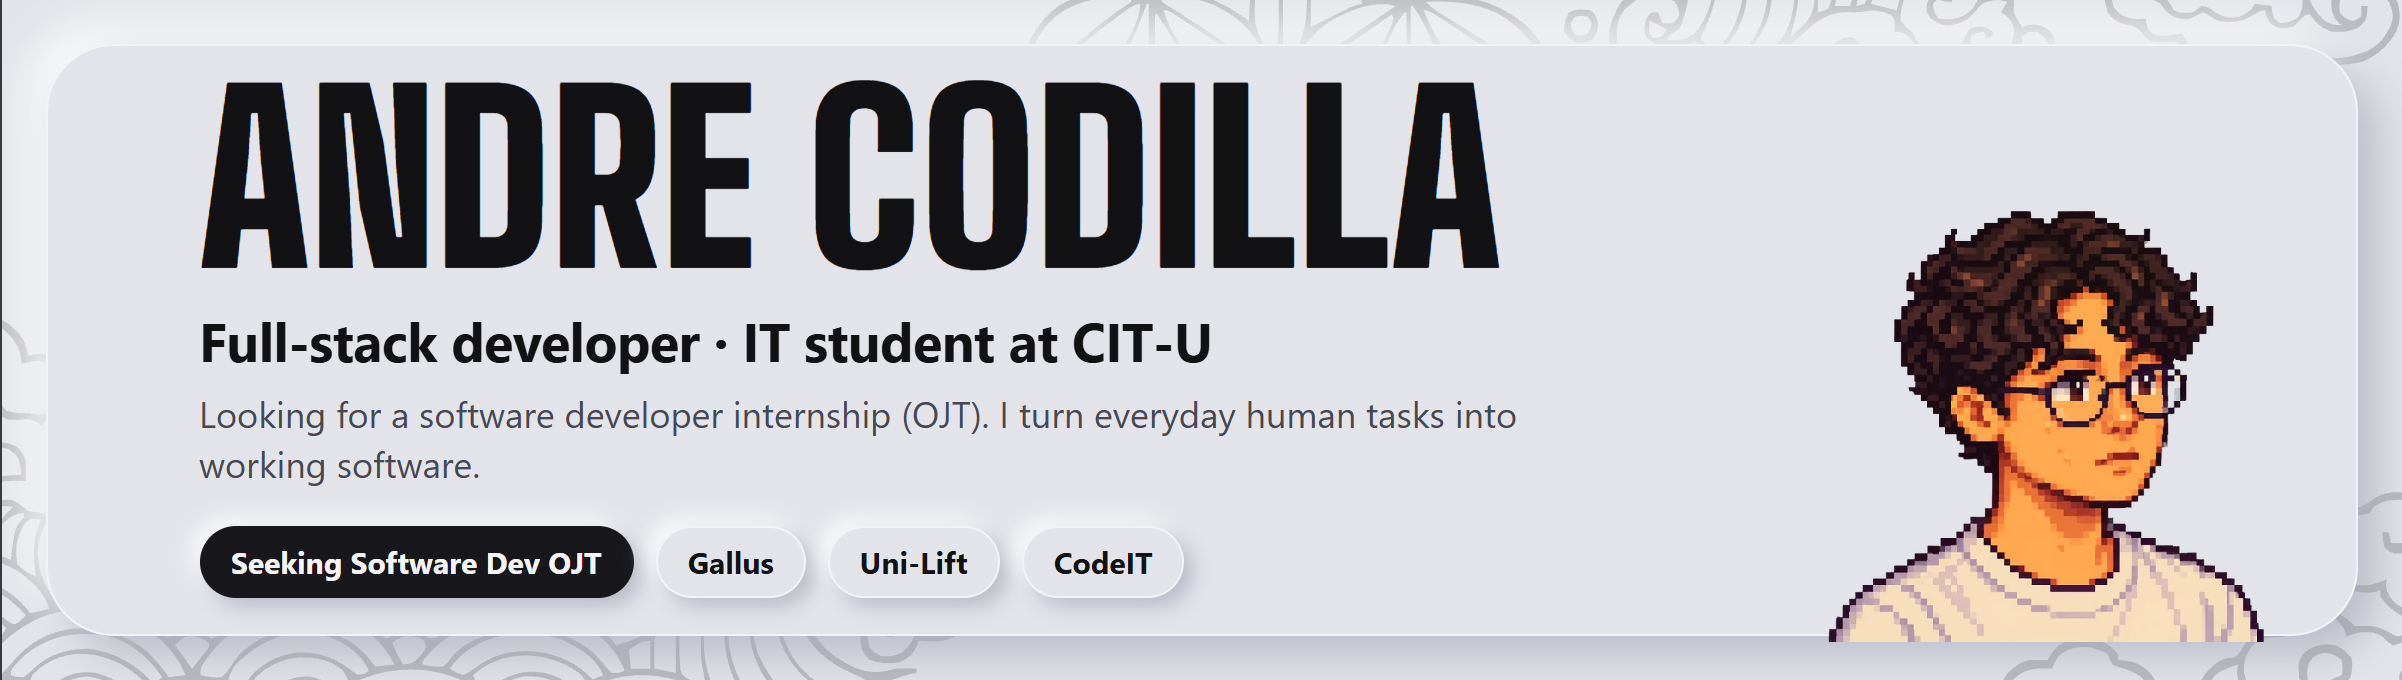 ANDRE CODILLA
Full-stack developer · IT student at CIT-U
Looking for a software developer internship (OJT). I turn everyday human tasks into
working software.
Seeking Software Dev OJT
Gallus
Uni-Lift
CodeIT